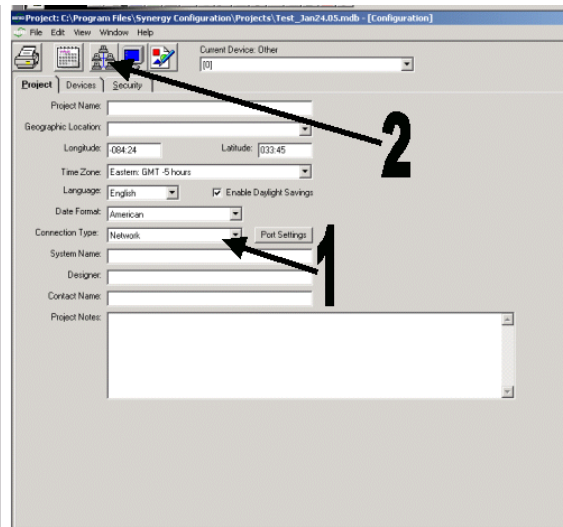 Project: C:\Program Files\Synergy Configuration\Projects\Test_Jan24.05.mdb - [Configuration]
File Edit View Window Help
Current Device: Other
[0]
Project Devices Security
Project Name:
Geographic Location:
Longitude: -084:24 Latitude: 033:45
Time Zone: Eastern: GMT -5 hours
Language: English Enable Daylight Savings
Date Format: American
Connection Type: Network Port Settings
System Name:
Designer:
Contact Name:
Project Notes:
2
1